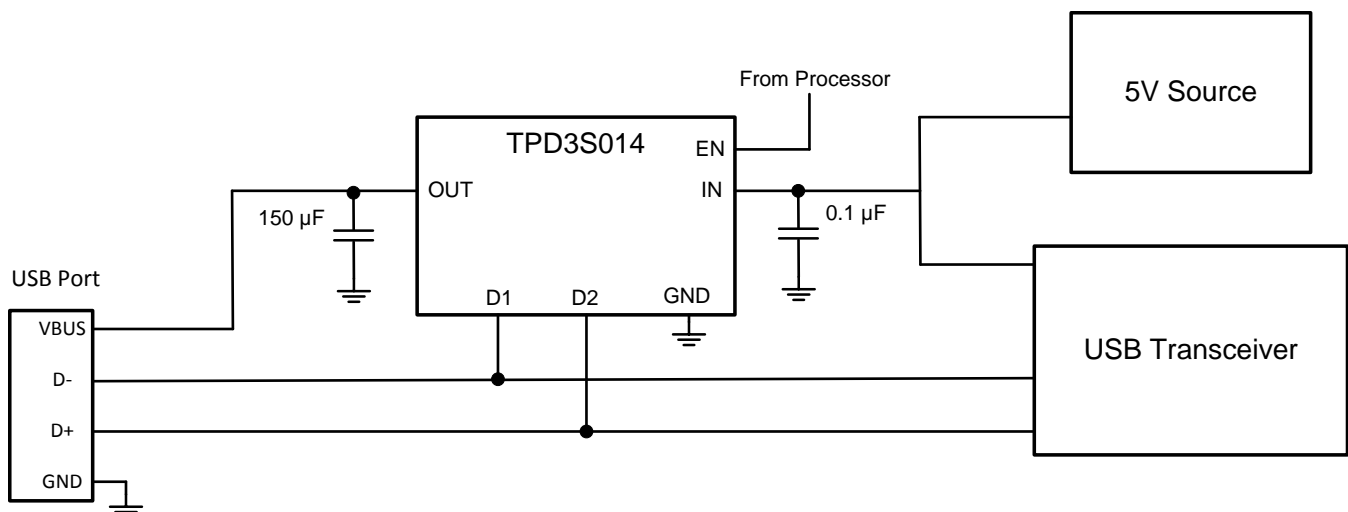 From Processor
5V Source
TPD3S014
EN
OUT
IN
150 µF
0.1 µF
USB Port
D1
D2
GND
VBUS
USB Transceiver
D-
D+
GND